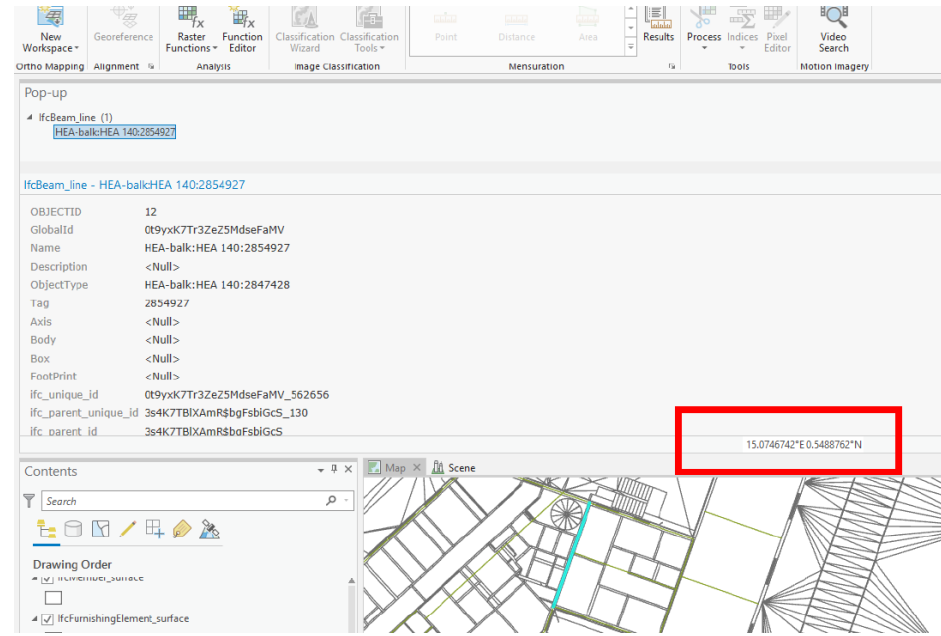 New
Workspace
Georeference
Raster
Functions
Function
Editor
Classification
Wizard
Classification
Tools
Point
Distance
Area
Results
Process
Indices
Pixel
Editor
Video
Search
Ortho Mapping
Alignment
Analysis
Image Classification
Mensuration
Tools
Motion Imagery
Pop-up
IfcBeam_line (1)
HEA-balk:HEA 140:2854927
IfcBeam_line - HEA-balk:HEA 140:2854927
OBJECTID 12
GlobalId 0t9yxK7Tr3ZeZ5MdseFaMV
Name HEA-balk:HEA 140:2854927
Description <Null>
ObjectType HEA-balk:HEA 140:2847428
Tag 2854927
Axis <Null>
Body <Null>
Box <Null>
FootPrint <Null>
ifc_unique_id 0t9yxK7Tr3ZeZ5MdseFaMV_562656
ifc_parent_unique_id 3s4K7TBlXAmR$bgFsbiGcS_130
ifc_parent_id 3s4K7TBlXAmR$bgFsbiGcS
15.0746742°E 0.5488762°N
Contents
Map
Scene
Search
Drawing Order
IfcMember_surface
IfcFurnishingElement_surface